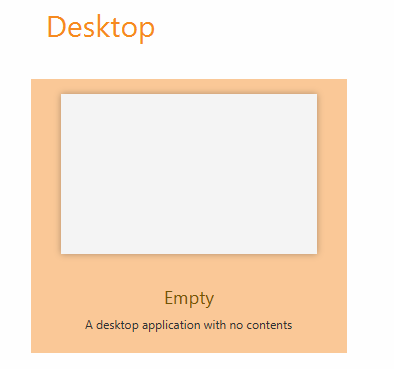 Desktop
Empty
A desktop application with no contents